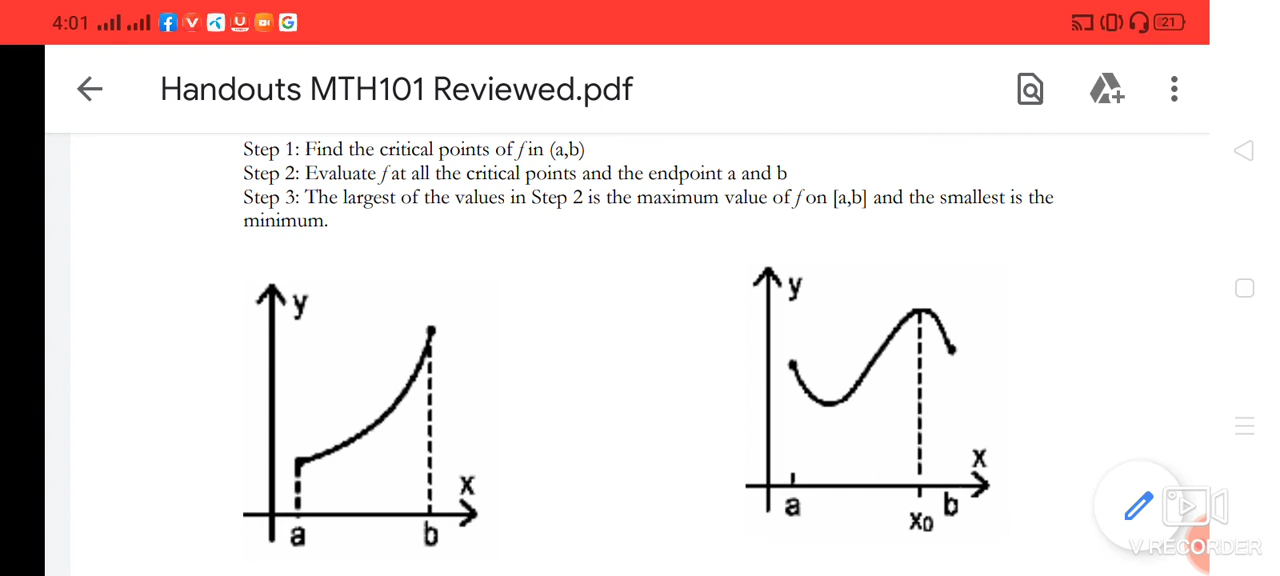 4:01 21
Handouts MTH101 Reviewed.pdf
Step 1: Find the critical points of f in (a,b)
Step 2: Evaluate f at all the critical points and the endpoint a and b
Step 3: The largest of the values in Step 2 is the maximum value of f on [a,b] and the smallest is the
minimum.
y
x
a b
y
x
a x0 b
V RECORDER